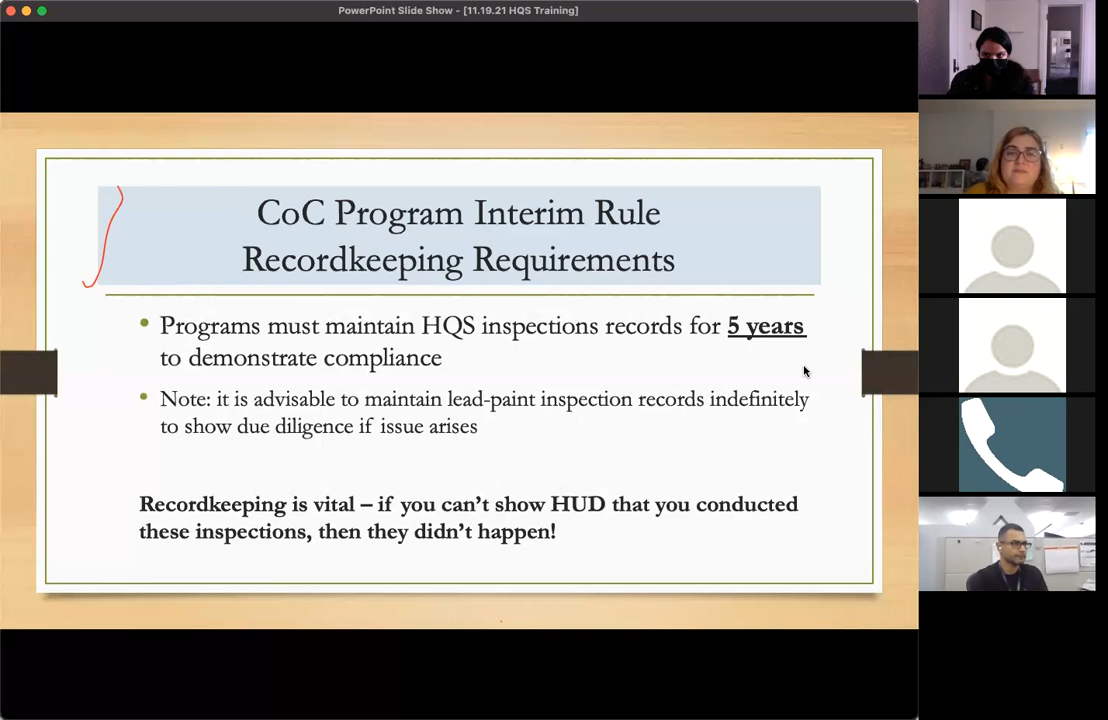 PowerPoint Slide Show - [11.19.21 HQS Training]
CoC Program Interim Rule
Recordkeeping Requirements
• Programs must maintain HQS inspections records for 5 years
to demonstrate compliance
• Note: it is advisable to maintain lead-paint inspection records indefinitely
to show due diligence if issue arises
Recordkeeping is vital – if you can’t show HUD that you conducted
these inspections, then they didn’t happen!